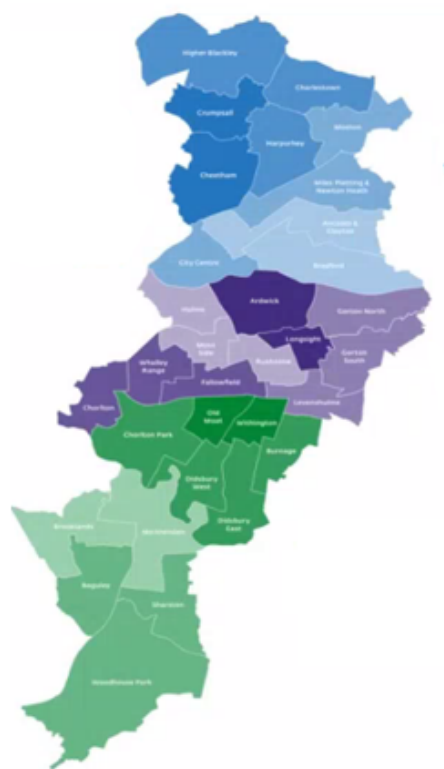 Higher Blackley
Charlestown
Crumpsall
Moston
Harpurhey
Cheetham
Miles Platting &
Newton Heath
Ancoats &
Clayton
City Centre
Bradford
Ardwick
Hulme
Gorton North
Longsight
Moss
Side
Rusholme
Gorton
South
Whalley
Range
Fallowfield
Levenshulme
Chorlton
Old
Moat
Withington
Chorlton Park
Burnage
Didsbury
West
Didsbury
East
Brooklands
Northenden
Baguley
Sharston
Woodhouse Park